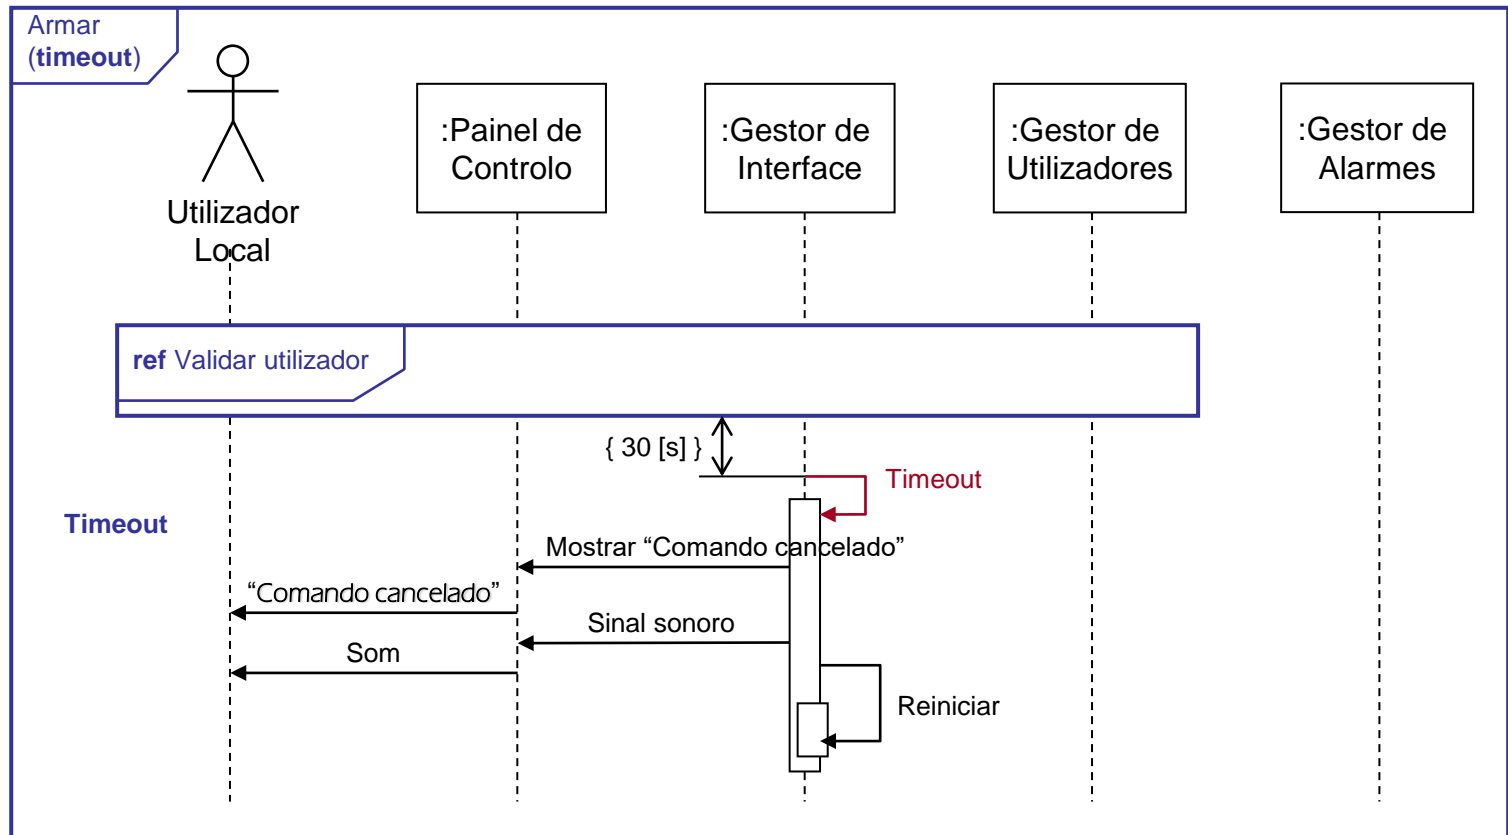 Armar
(timeout)
Utilizador
Local
:Painel de
Controlo
:Gestor de
Interface
:Gestor de
Utilizadores
:Gestor de
Alarmes
ref Validar utilizador
{ 30 [s] }
Timeout
Timeout
Mostrar “Comando cancelado”
“Comando cancelado”
Sinal sonoro
Som
Reiniciar